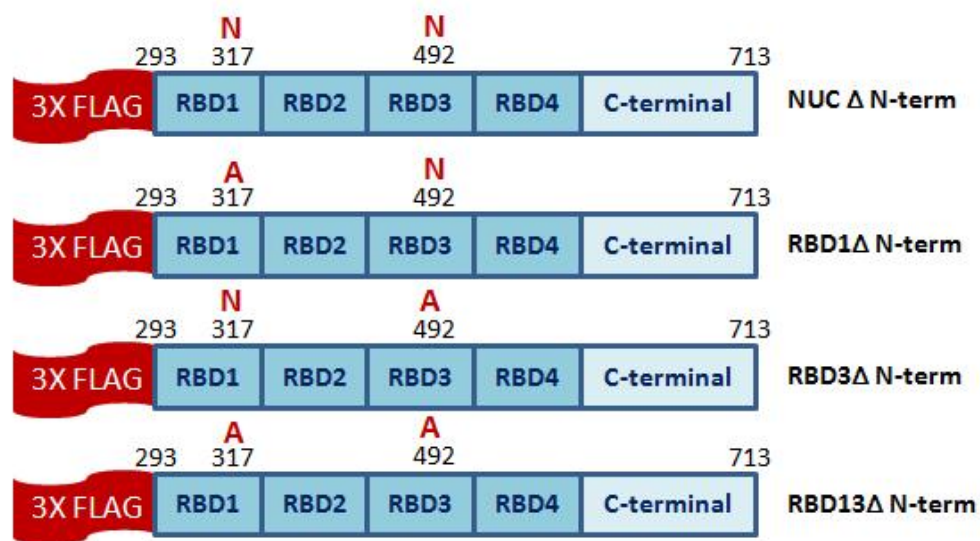 N N
293 317 492 713
3X FLAG RBD1 RBD2 RBD3 RBD4 C-terminal NUC Δ N-term
A N
293 317 492 713
3X FLAG RBD1 RBD2 RBD3 RBD4 C-terminal RBD1Δ N-term
N A
293 317 492 713
3X FLAG RBD1 RBD2 RBD3 RBD4 C-terminal RBD3Δ N-term
A A
293 317 492 713
3X FLAG RBD1 RBD2 RBD3 RBD4 C-terminal RBD13Δ N-term